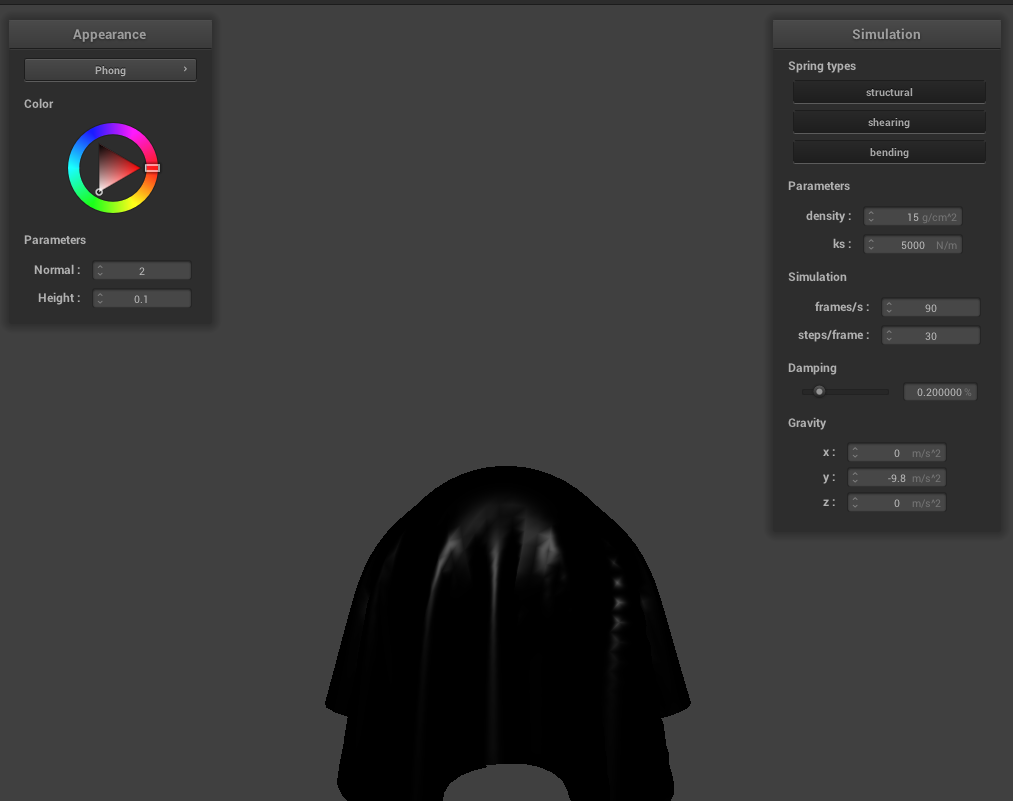 Appearance
Phong
Color
Parameters
Normal : 2
Height : 0.1
Simulation
Spring types
structural
shearing
bending
Parameters
density : 15 g/cm^2
ks : 5000 N/m
Simulation
frames/s : 90
steps/frame : 30
Damping
0.200000 %
Gravity
x : 0 m/s^2
y : -9.8 m/s^2
z : 0 m/s^2